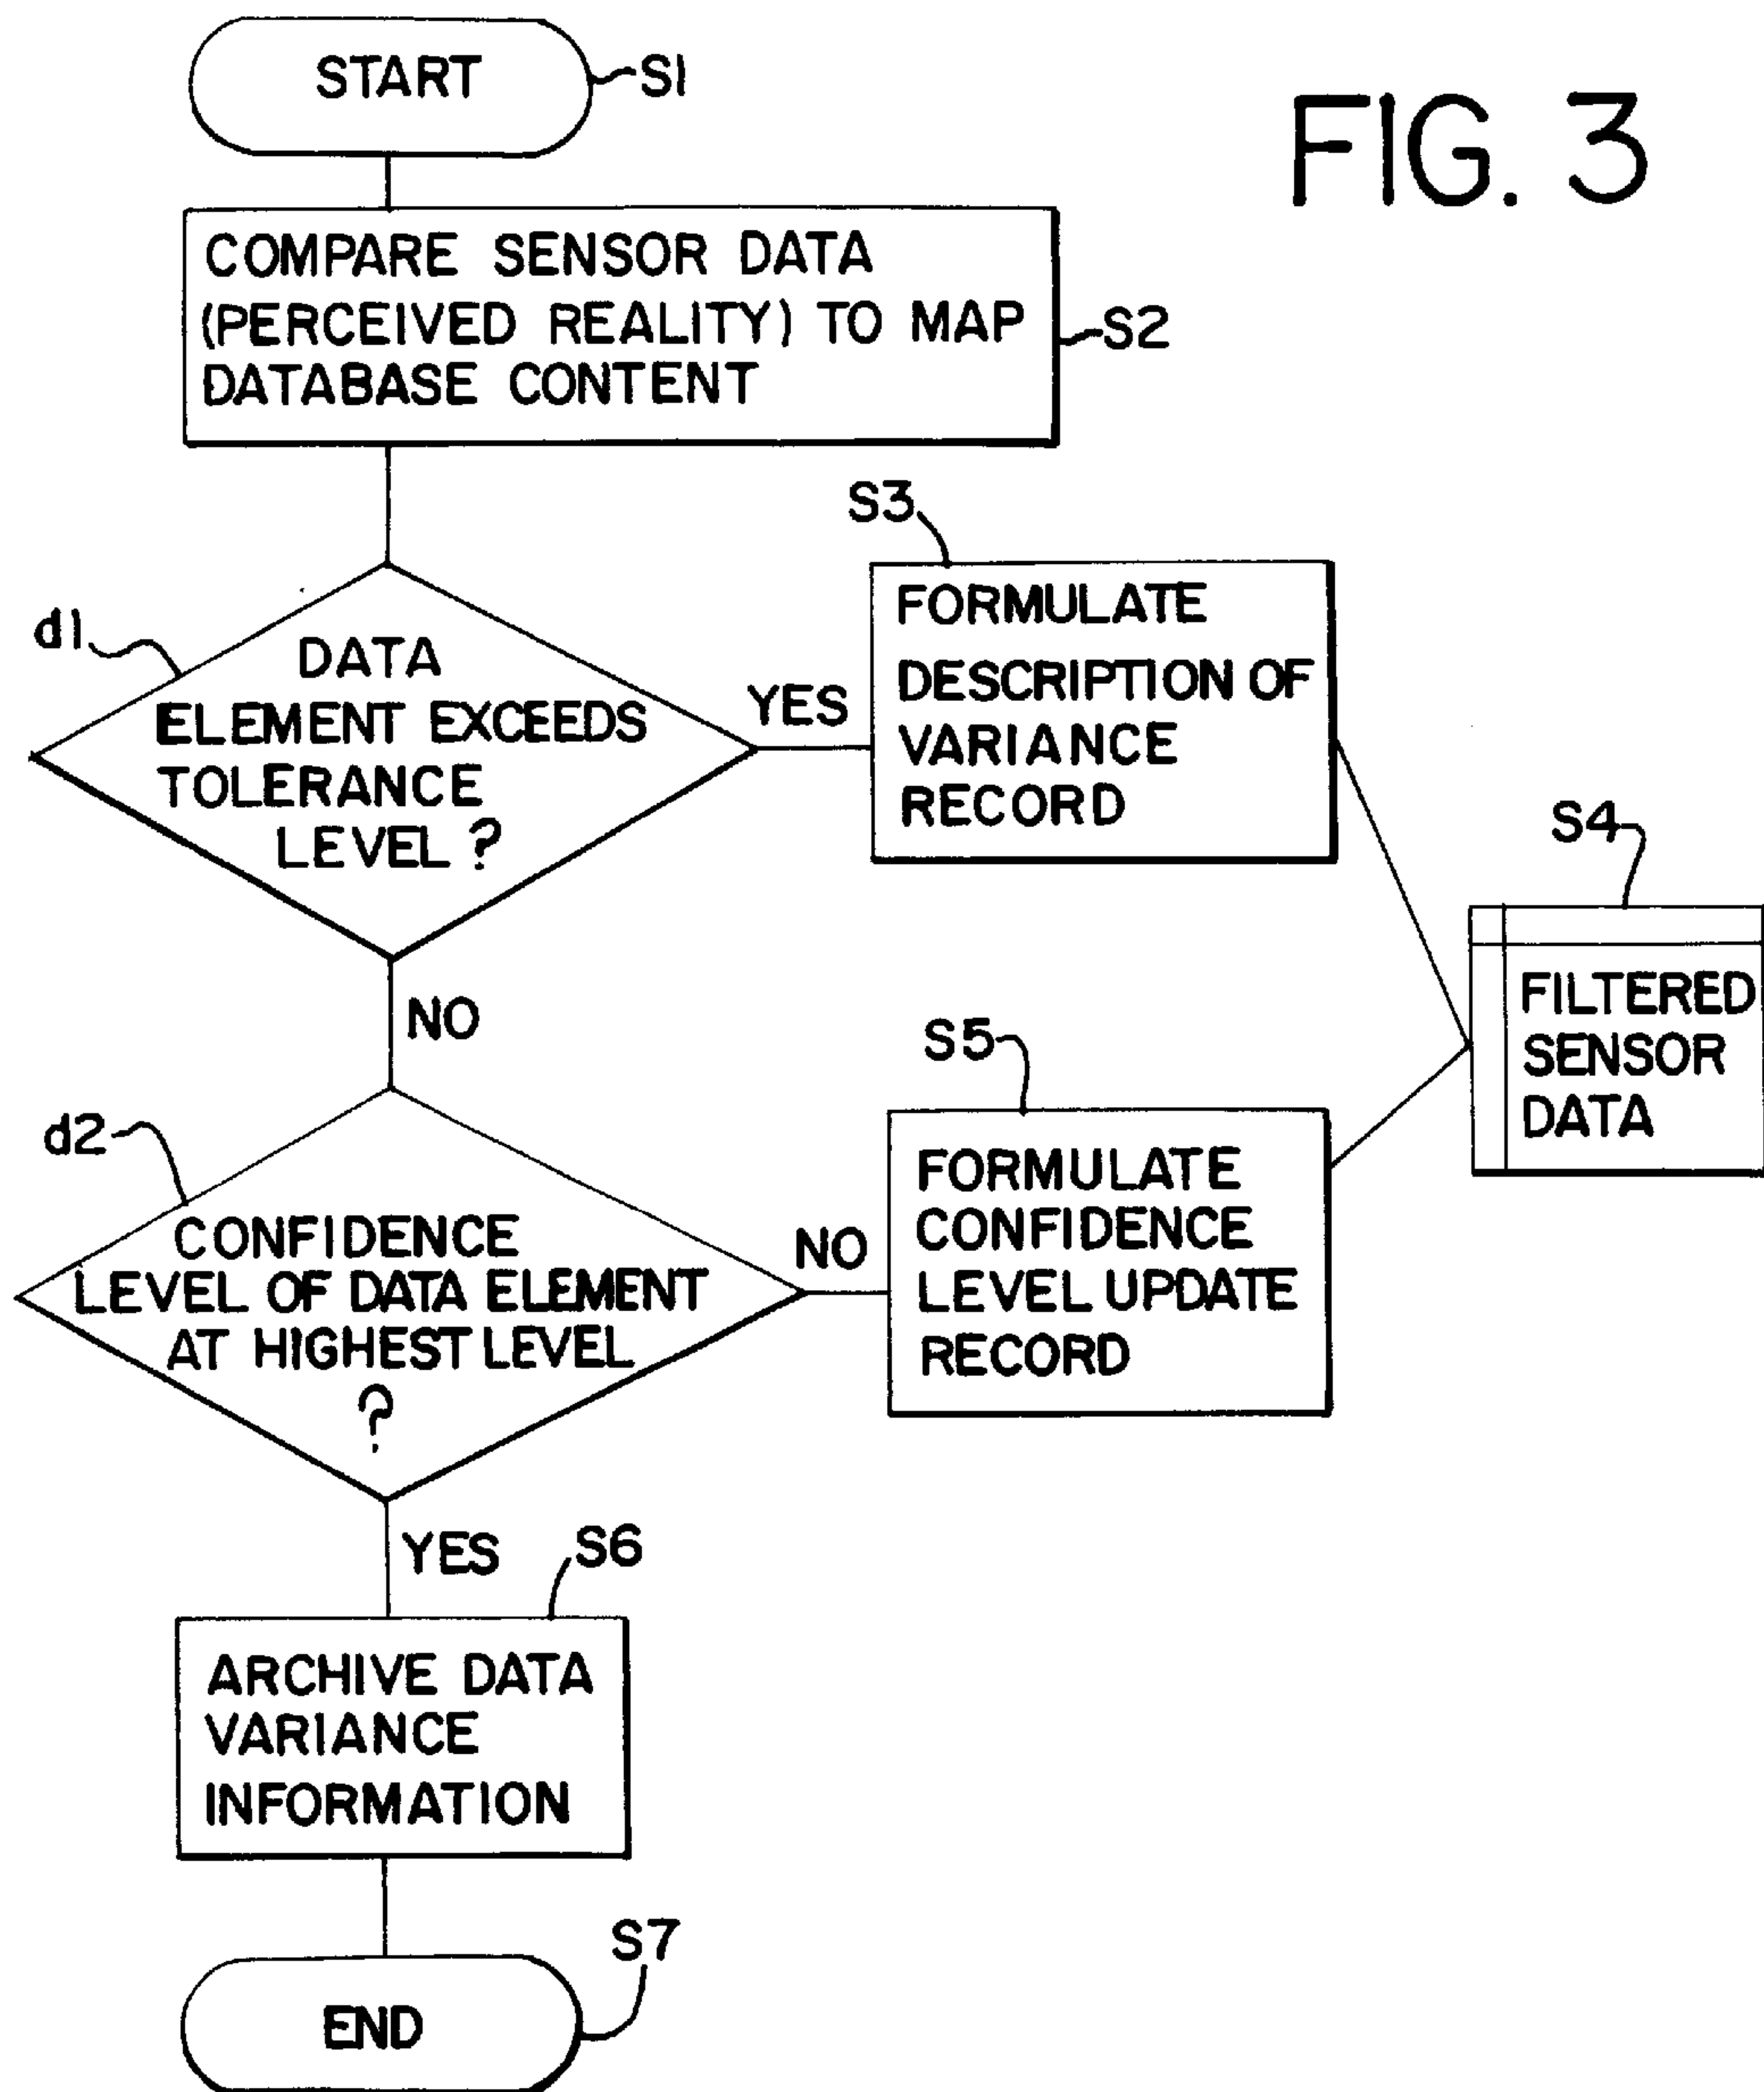 START
S1
FIG. 3
COMPARE SENSOR DATA
(PERCEIVED REALITY) TO MAP
DATABASE CONTENT
S2
d1
DATA
ELEMENT EXCEEDS
TOLERANCE
LEVEL ?
YES
S3
FORMULATE
DESCRIPTION OF
VARIANCE
RECORD
S4
FILTERED
SENSOR
DATA
NO
d2
CONFIDENCE
LEVEL OF DATA ELEMENT
AT HIGHEST LEVEL
?
NO
S5
FORMULATE
CONFIDENCE
LEVEL UPDATE
RECORD
YES
S6
ARCHIVE DATA
VARIANCE
INFORMATION
S7
END